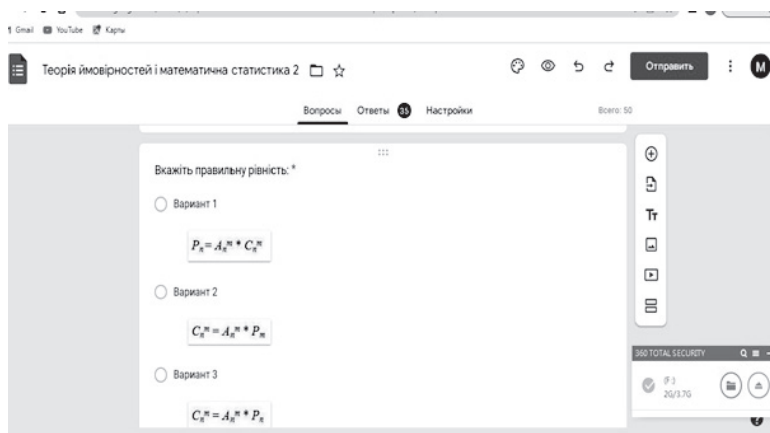 Gmail YouTube Карты
Теорія ймовірностей і математична статистика 2 Отправить M
Вопросы Ответы 35 Настройки Всего: 50
Вкажіть правильну рівність: *
Вариант 1
Pₙ = Aₙᵐ * Cₙᵐ
Вариант 2
Cₙᵐ = Aₙᵐ * Pₘ
Вариант 3
Cₙᵐ = Aₙᵐ * Pₙ
Tт
360 TOTAL SECURITY
(F:)
2G/3.7G